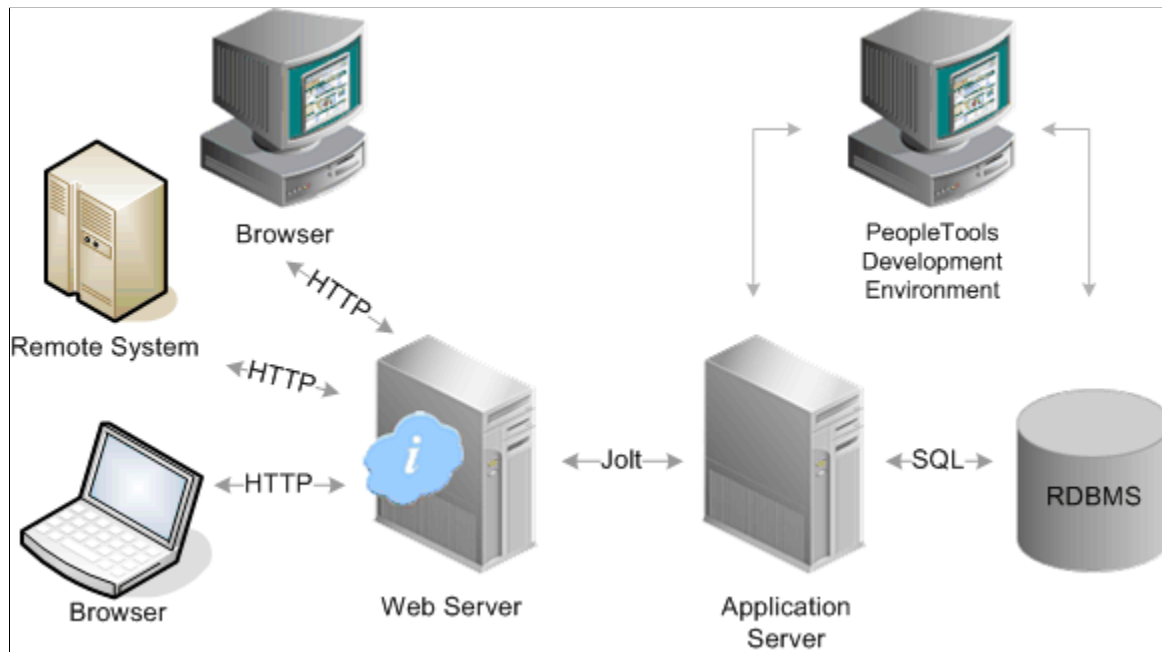 Browser
PeopleTools
Development
Environment
HTTP
Remote System
HTTP
i
HTTP
Jolt
SQL
RDBMS
Browser
Web Server
Application
Server